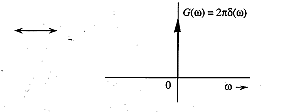 G(ω) = 2πδ(ω)
0
ω →